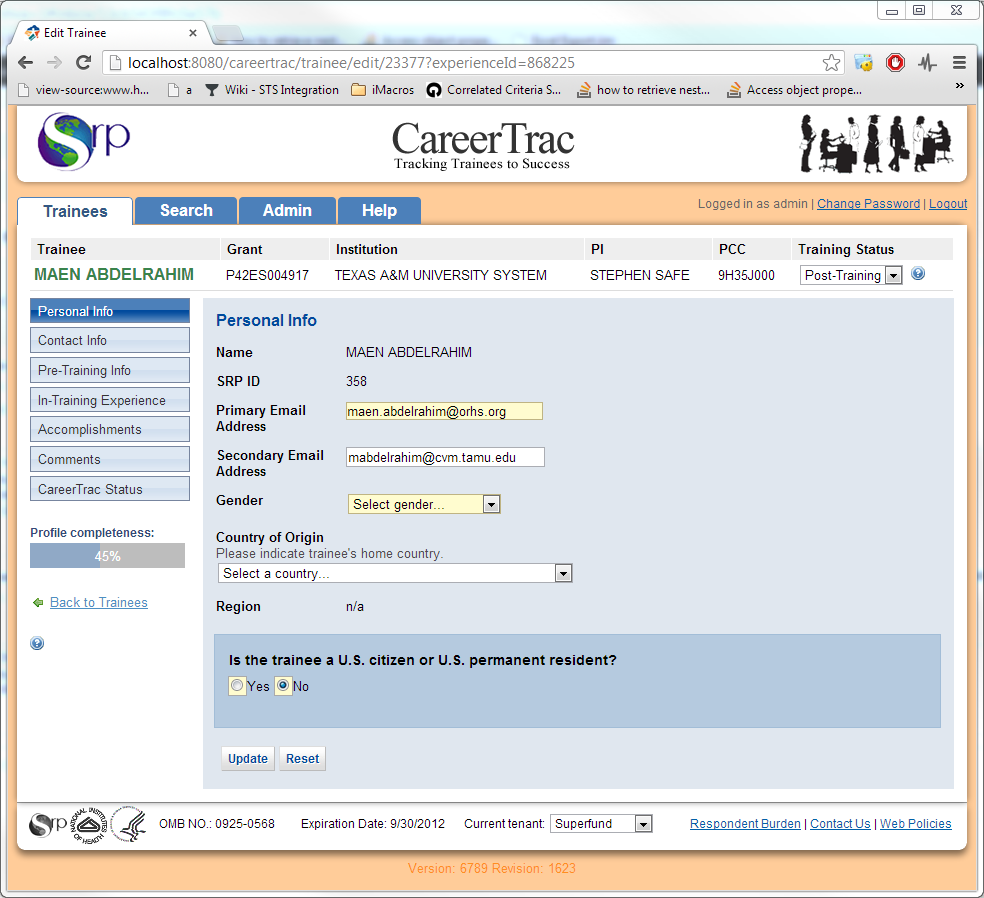 Edit Trainee
localhost:8080/careertrac/trainee/edit/23377?experienceId=868225
view-source:www.h... a Wiki - STS Integration iMacros Correlated Criteria S... how to retrieve nest... Access object prope... »
Srp
CareerTrac
Tracking Trainees to Success
Trainees Search Admin Help
Logged in as admin | Change Password | Logout
Trainee Grant Institution PI PCC Training Status
MAEN ABDELRAHIM P42ES004917 TEXAS A&M UNIVERSITY SYSTEM STEPHEN SAFE 9H35J000 Post-Training
Personal Info
Contact Info
Pre-Training Info
In-Training Experience
Accomplishments
Comments
CareerTrac Status
Profile completeness:
45%
Back to Trainees
Personal Info
Name MAEN ABDELRAHIM
SRP ID 358
Primary Email Address maen.abdelrahim@orhs.org
Secondary Email Address mabdelrahim@cvm.tamu.edu
Gender Select gender...
Country of Origin
Please indicate trainee's home country.
Select a country...
Region n/a
Is the trainee a U.S. citizen or U.S. permanent resident?
Yes No
Update Reset
Srp NATIONAL INSTITUTES OF HEALTH OMB NO.: 0925-0568 Expiration Date: 9/30/2012 Current tenant: Superfund Respondent Burden | Contact Us | Web Policies
Version: 6789 Revision: 1623